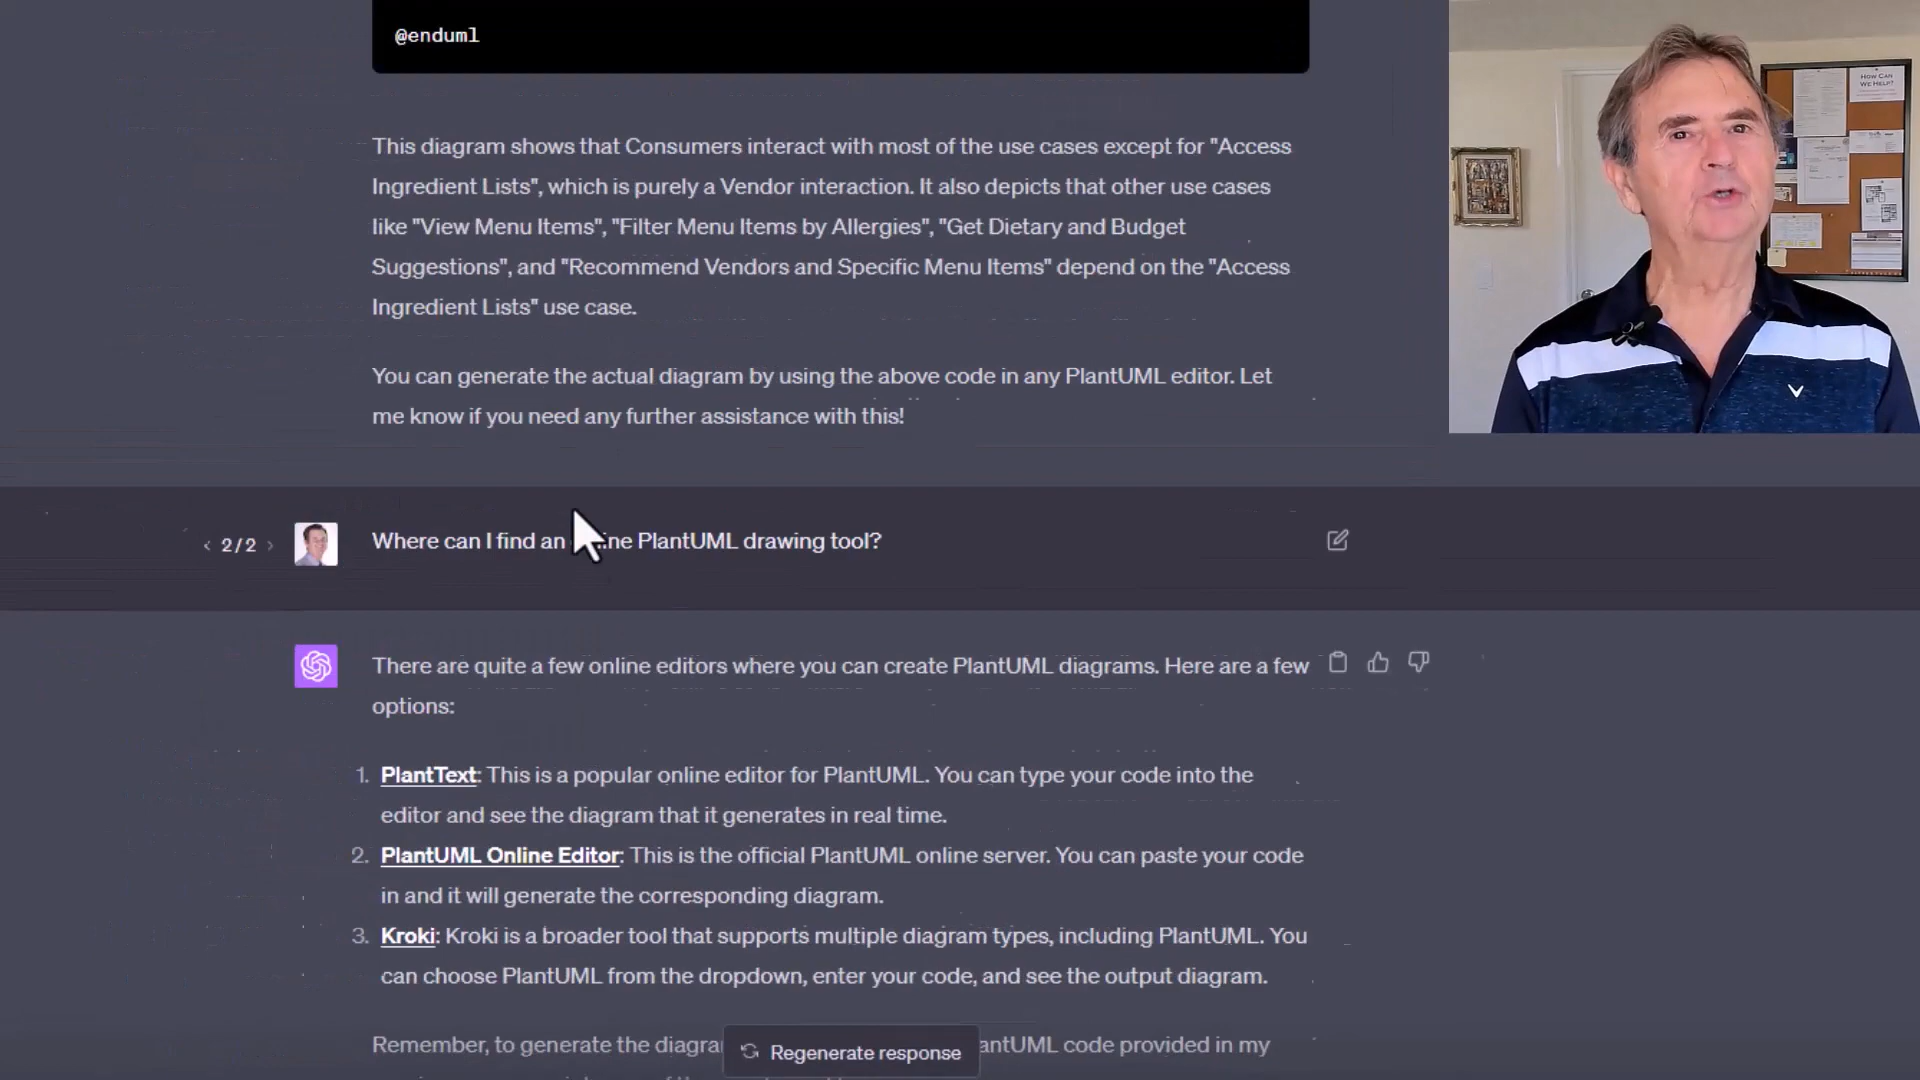 @enduml
This diagram shows that Consumers interact with most of the use cases except for "Access
Ingredient Lists", which is purely a Vendor interaction. It also depicts that other use cases
like "View Menu Items", "Filter Menu Items by Allergies", "Get Dietary and Budget
Suggestions", and "Recommend Vendors and Specific Menu Items" depend on the "Access
Ingredient Lists" use case.
You can generate the actual diagram by using the above code in any PlantUML editor. Let
me know if you need any further assistance with this!
HOW CAN
WE HELP?
2/2
Where can I find an ne PlantUML drawing tool?
There are quite a few online editors where you can create PlantUML diagrams. Here are a few
options:
1. PlantText: This is a popular online editor for PlantUML. You can type your code into the
editor and see the diagram that it generates in real time.
2. PlantUML Online Editor: This is the official PlantUML online server. You can paste your code
in and it will generate the corresponding diagram.
3. Kroki: Kroki is a broader tool that supports multiple diagram types, including PlantUML. You
can choose PlantUML from the dropdown, enter your code, and see the output diagram.
Remember, to generate the diagra antUML code provided in my
Regenerate response